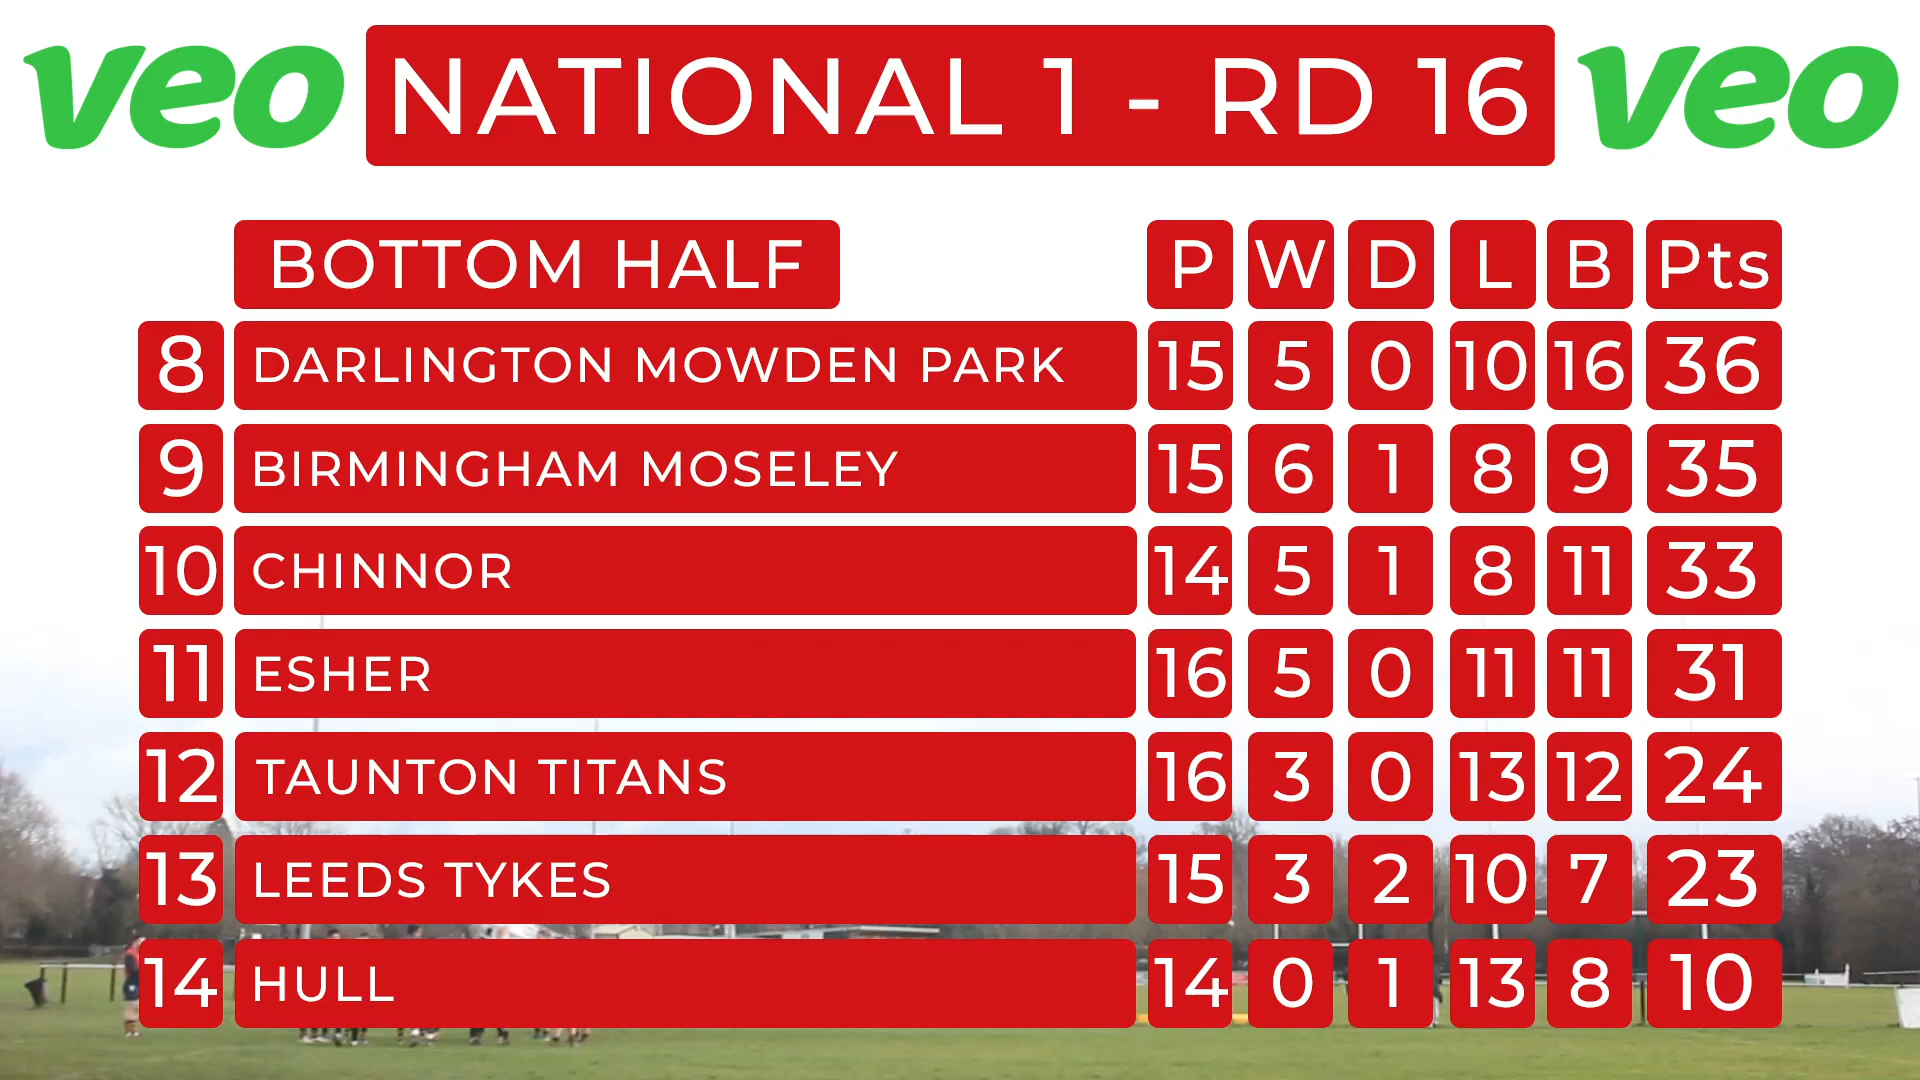 veo NATIONAL 1 - RD 16 veo
BOTTOM HALF P W D L B Pts
8 DARLINGTON MOWDEN PARK 15 5 0 10 16 36
9 BIRMINGHAM MOSELEY 15 6 1 8 9 35
10 CHINNOR 14 5 1 8 11 33
11 ESHER 16 5 0 11 11 31
12 TAUNTON TITANS 16 3 0 13 12 24
13 LEEDS TYKES 15 3 2 10 7 23
14 HULL 14 0 1 13 8 10